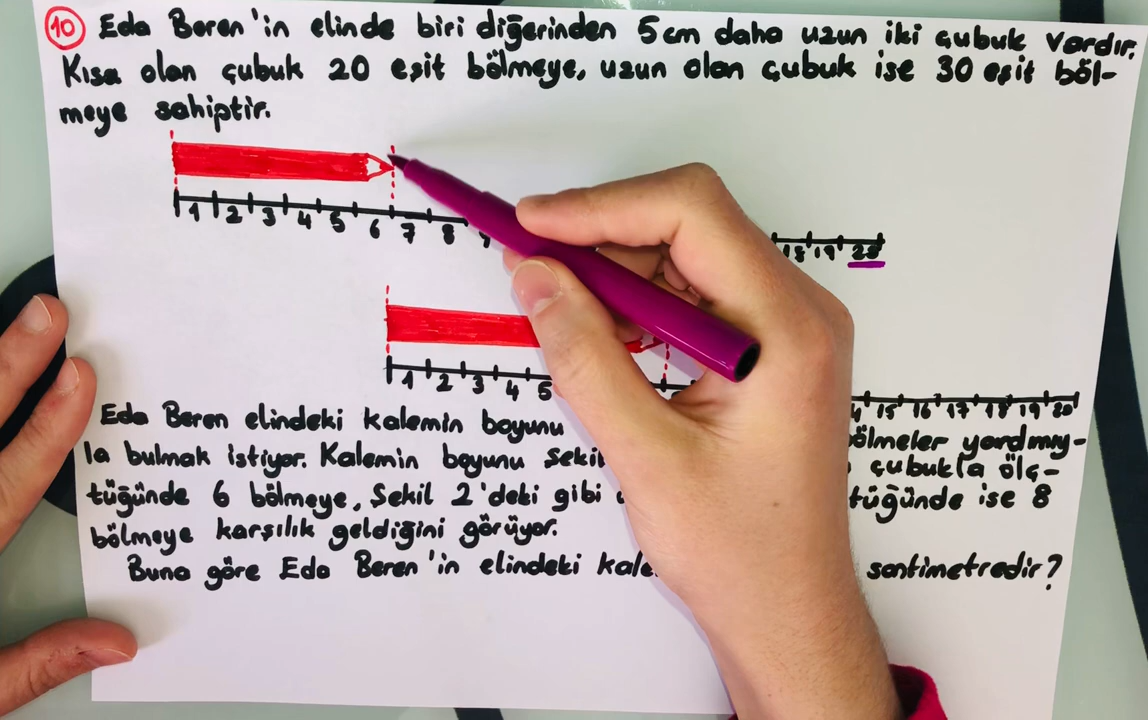 10 Eda Beren'in elinde biri diğerinden 5 cm daha uzun iki çubuk vardır.
Kısa olan çubuk 20 eşit bölmeye, uzun olan çubuk ise 30 eşit böl-
meye sahiptir.
1 2 3 4 5 6 7 8 18 19 20
1 2 3 4 5 15 16 17 18 19 20
Eda Beren elindeki kalemin boyunu bölmeler yardımıy-
la bulmak istiyor. Kalemin boyunu çubukla ölç-
tüğünde 6 bölmeye, Şekil 2'deki gibi tüğünde ise 8
bölmeye karşılık geldiğini görüyor.
Buna göre Eda Beren'in elindeki santimetredir?